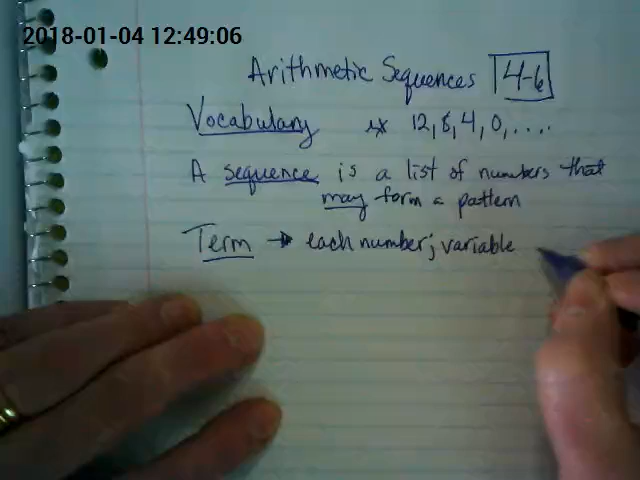 2018-01-04 12:49:06
Arithmetic Sequences 4-6
Vocabulary ex 12, 8, 4, 0, ....
A sequence is a list of numbers that
may form a pattern
Term → each number; variable